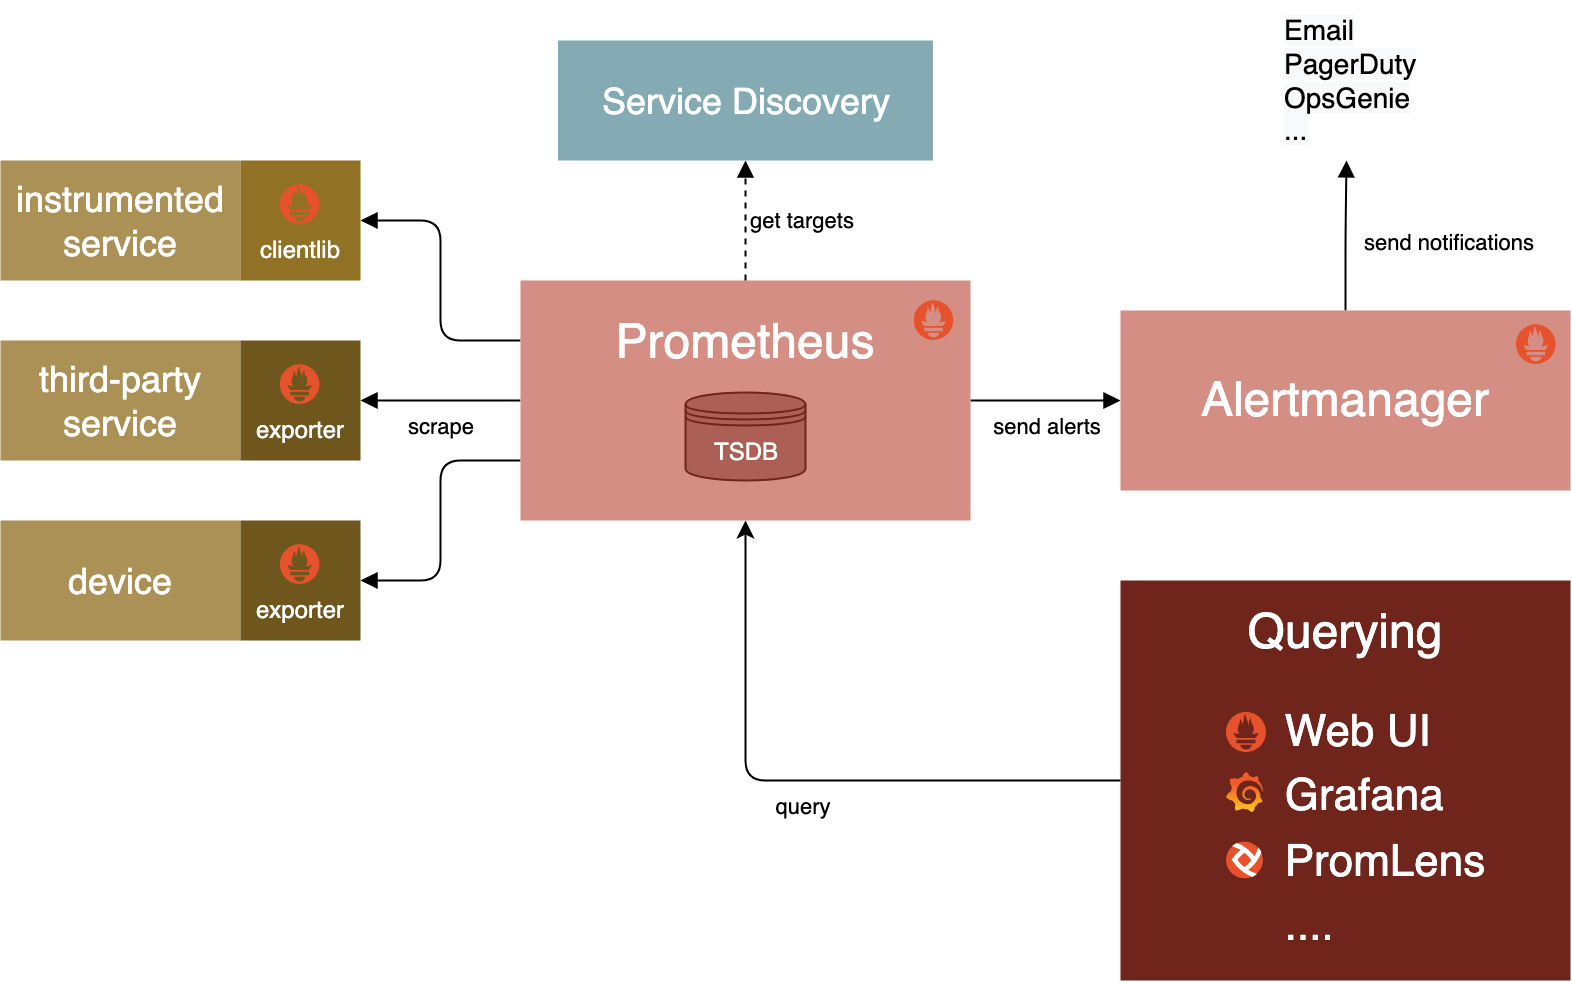 Email
PagerDuty
OpsGenie
...
Service Discovery
get targets
send notifications
instrumented
service
clientlib
third-party
service
exporter
device
exporter
scrape
Prometheus
TSDB
send alerts
Alertmanager
query
Querying
Web UI
Grafana
PromLens
....